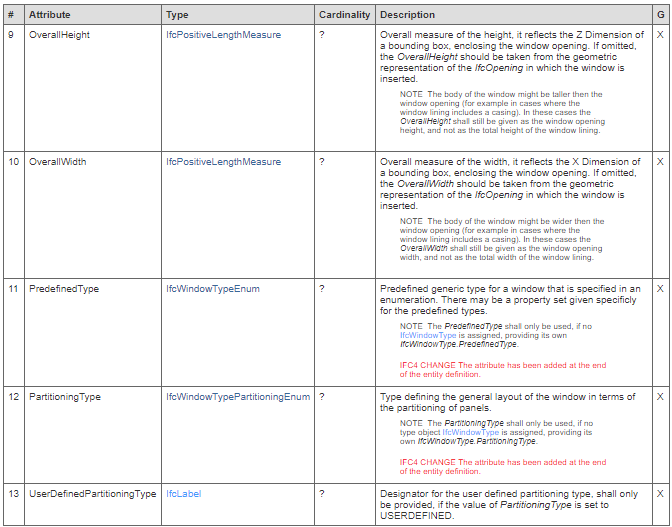 # Attribute Type Cardinality Description G
9 OverallHeight IfcPositiveLengthMeasure ? Overall measure of the height, it reflects the Z Dimension of X
a bounding box, enclosing the window opening. If omitted,
the OverallHeight should be taken from the geometric
representation of the IfcOpening in which the window is
inserted.
NOTE The body of the window might be taller then the
window opening (for example in cases where the
window lining includes a casing). In these cases the
OverallHeight shall still be given as the window opening
height, and not as the total height of the window lining.
10 OverallWidth IfcPositiveLengthMeasure ? Overall measure of the width, it reflects the X Dimension of X
a bounding box, enclosing the window opening. If omitted,
the OverallWidth should be taken from the geometric
representation of the IfcOpening in which the window is
inserted.
NOTE The body of the window might be wider then the
window opening (for example in cases where the
window lining includes a casing). In these cases the
OverallWidth shall still be given as the window opening
width, and not as the total width of the window lining.
11 PredefinedType IfcWindowTypeEnum ? Predefined generic type for a window that is specified in an X
enumeration. There may be a property set given specificly
for the predefined types.
NOTE The PredefinedType shall only be used, if no
IfcWindowType is assigned, providing its own
IfcWindowType.PredefinedType.
IFC4 CHANGE The attribute has been added at the end
of the entity definition.
12 PartitioningType IfcWindowTypePartitioningEnum ? Type defining the general layout of the window in terms of X
the partitioning of panels.
NOTE The PartitioningType shall only be used, if no
type object IfcWindowType is assigned, providing its
own IfcWindowType.PartitioningType.
IFC4 CHANGE The attribute has been added at the end
of the entity definition.
13 UserDefinedPartitioningType IfcLabel ? Designator for the user defined partitioning type, shall only X
be provided, if the value of PartitioningType is set to
USERDEFINED.